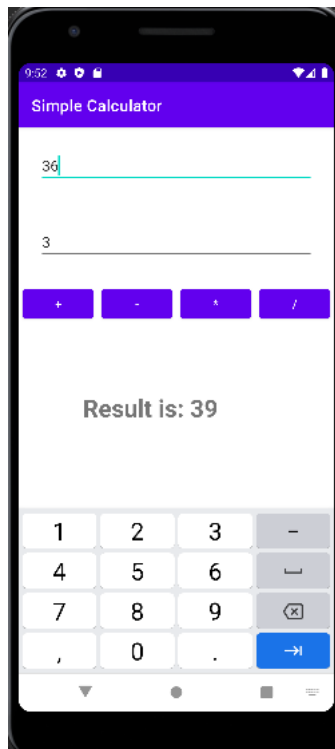 9:52
Simple Calculator
36
3
+ - * /
Result is: 39
1 2 3 -
4 5 6
7 8 9
, 0 .